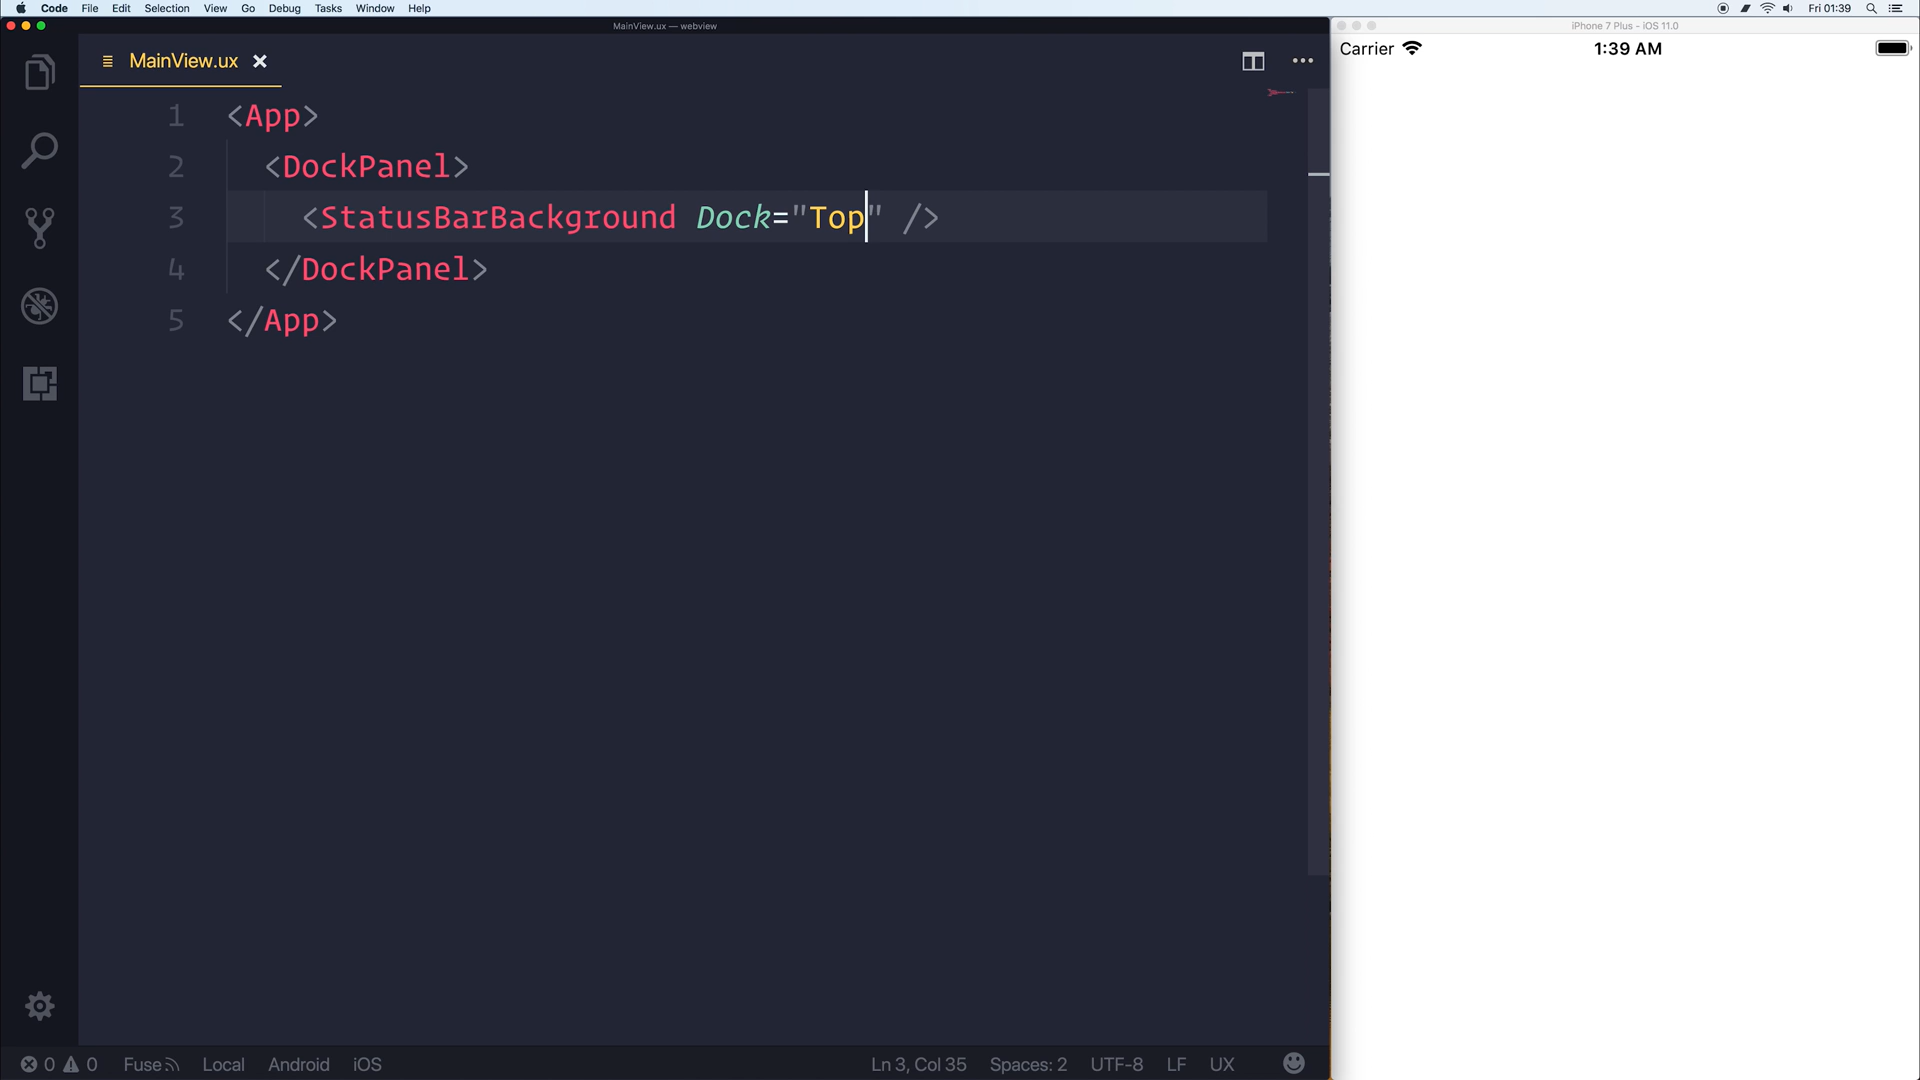 Code File Edit Selection View Go Debug Tasks Window Help Fri 01:39
MainView.ux — webview
iPhone 7 Plus - iOS 11.0
MainView.ux
Carrier 1:39 AM
1 <App>
2 <DockPanel>
3 <StatusBarBackground Dock="Top" />
4 </DockPanel>
5 </App>
0 0 Fuse Local Android iOS Ln 3, Col 35 Spaces: 2 UTF-8 LF UX